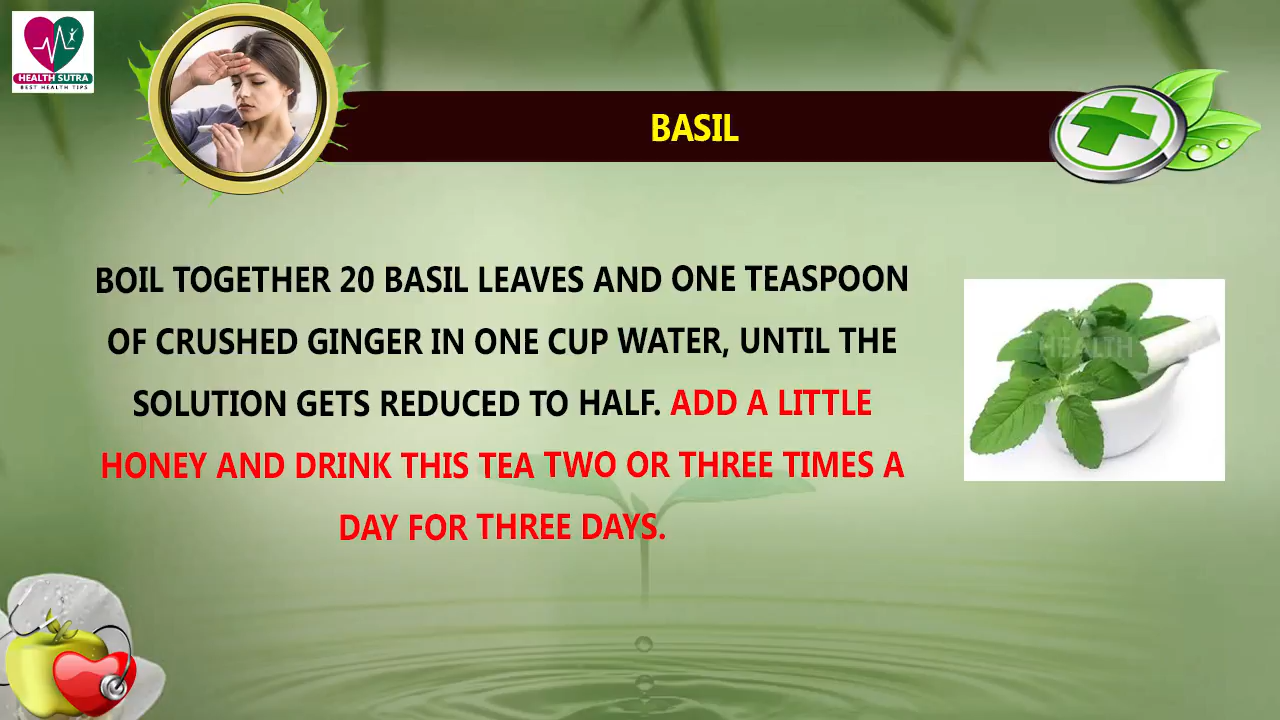 HEALTH SUTRA
BEST HEALTH TIPS
BASIL
BOIL TOGETHER 20 BASIL LEAVES AND ONE TEASPOON
OF CRUSHED GINGER IN ONE CUP WATER, UNTIL THE
SOLUTION GETS REDUCED TO HALF. ADD A LITTLE
HONEY AND DRINK THIS TEA TWO OR THREE TIMES A
DAY FOR THREE DAYS.
HEALTH